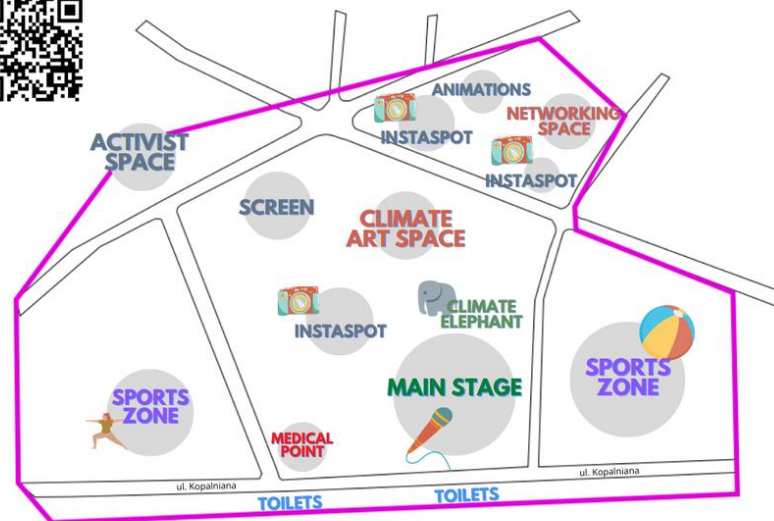 ANIMATIONS
NETWORKING
SPACE
INSTASPOT
ACTIVIST
SPACE
INSTASPOT
SCREEN
CLIMATE
ART SPACE
CLIMATE
ELEPHANT
INSTASPOT
SPORTS
ZONE
MAIN STAGE
SPORTS
ZONE
MEDICAL
POINT
ul. Kopalniana
ul. Kopalniana
TOILETS
TOILETS